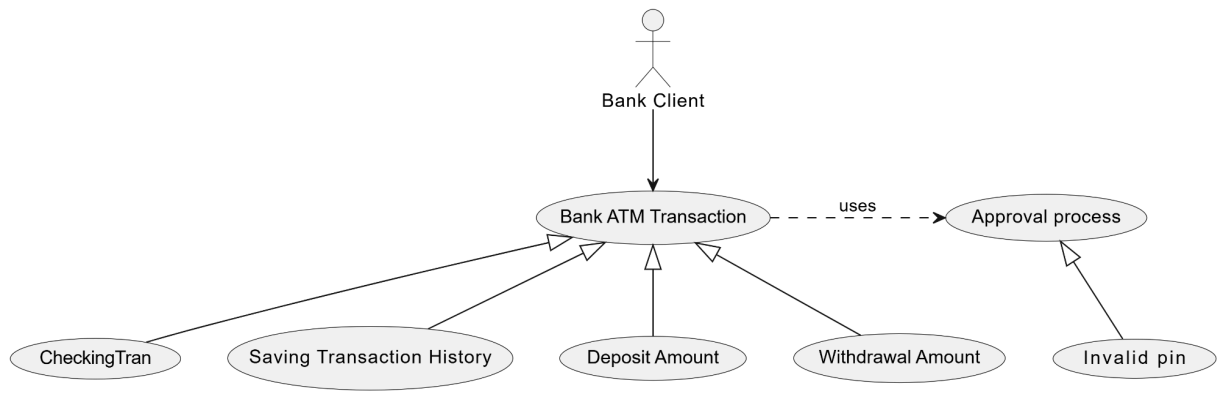 Bank Client
uses
Bank ATM Transaction
Approval process
CheckingTran
Saving Transaction History
Deposit Amount
Withdrawal Amount
Invalid pin